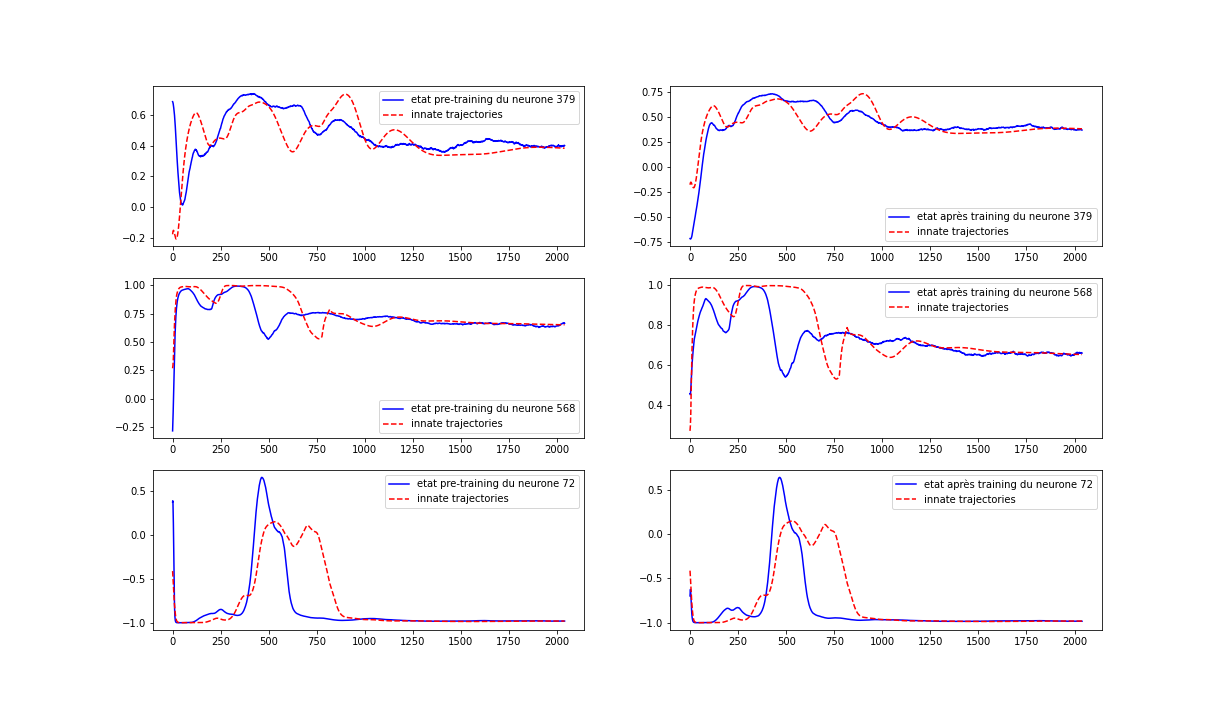 etat pre-training du neurone 379
innate trajectories
0.6
0.4
0.2
0.0
−0.2
0 250 500 750 1000 1250 1500 1750 2000
etat après training du neurone 379
innate trajectories
0.75
0.50
0.25
0.00
−0.25
−0.50
−0.75
0 250 500 750 1000 1250 1500 1750 2000
etat pre-training du neurone 568
innate trajectories
1.00
0.75
0.50
0.25
0.00
−0.25
0 250 500 750 1000 1250 1500 1750 2000
etat après training du neurone 568
innate trajectories
1.0
0.8
0.6
0.4
0 250 500 750 1000 1250 1500 1750 2000
etat pre-training du neurone 72
innate trajectories
0.5
0.0
−0.5
−1.0
0 250 500 750 1000 1250 1500 1750 2000
etat après training du neurone 72
innate trajectories
0.5
0.0
−0.5
−1.0
0 250 500 750 1000 1250 1500 1750 2000